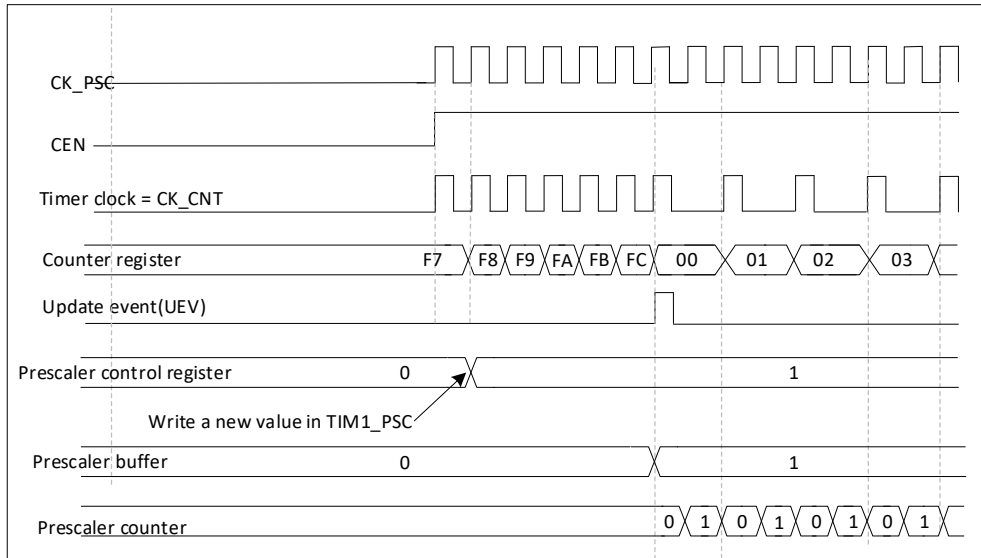 CK_PSC
CEN
Timer clock = CK_CNT
Counter register F7 F8 F9 FA FB FC 00 01 02 03
Update event(UEV)
Prescaler control register 0 1
Write a new value in TIM1_PSC
Prescaler buffer 0 1
Prescaler counter 0 1 0 1 0 1 0 1